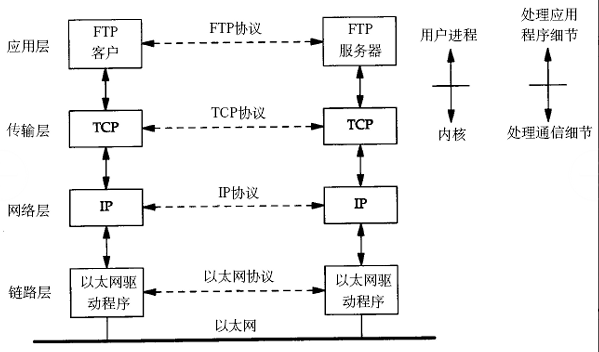 应用层
FTP
客户
FTP协议
FTP
服务器
用户进程
处理应用
程序细节
传输层
TCP
TCP协议
TCP
内核
处理通信细节
网络层
IP
IP协议
IP
链路层
以太网驱
动程序
以太网协议
以太网驱
动程序
以太网